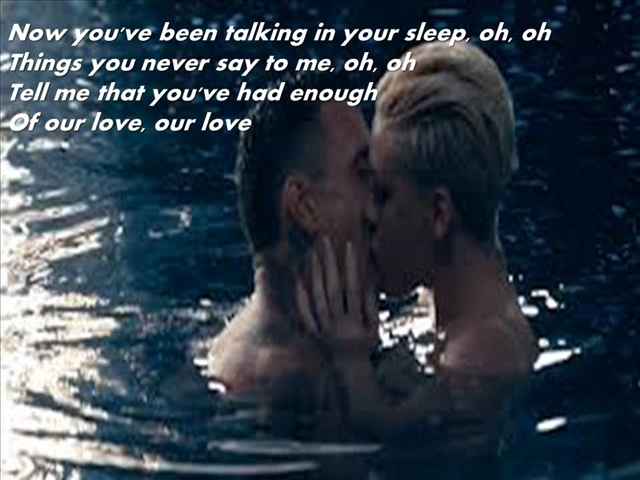 Now you've been talking in your sleep, oh, oh
Things you never say to me, oh, oh
Tell me that you've had enough
Of our love, our love